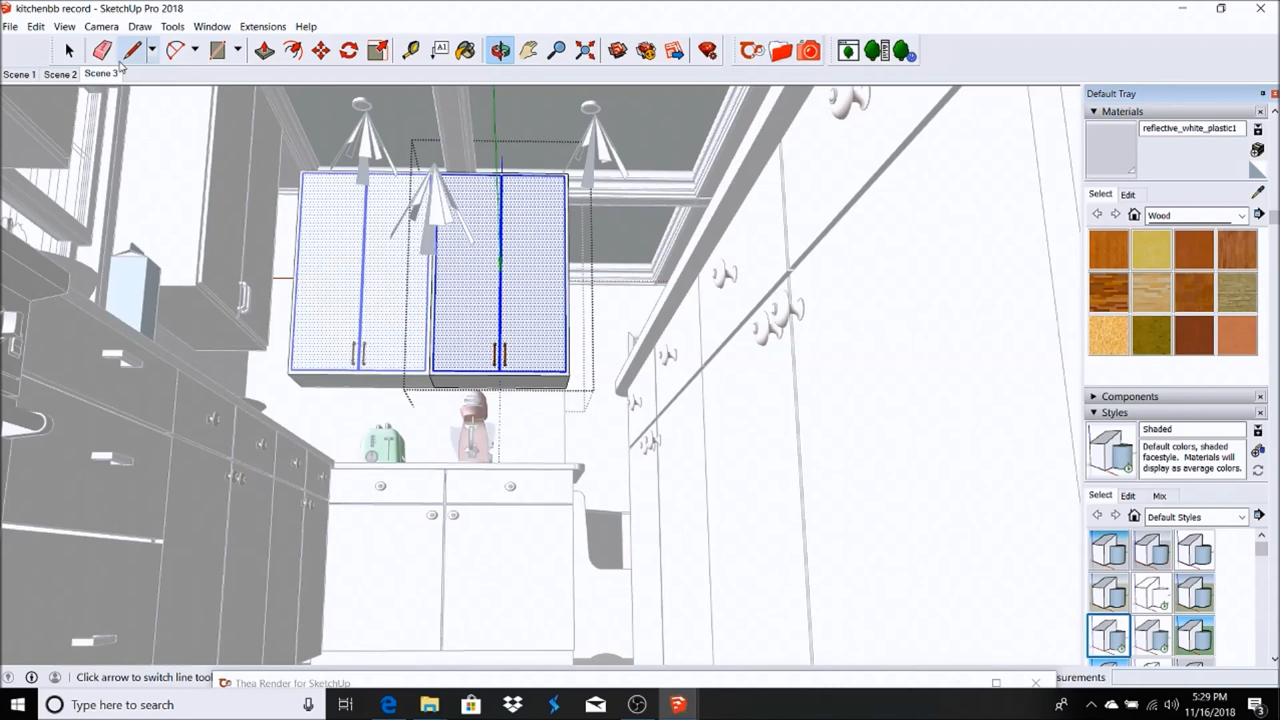 kitchenbb record - SketchUp Pro 2018
File Edit View Camera Draw Tools Window Extensions Help
A1
Scene 1 Scene 2 Scene 3
Default Tray
Materials
reflective_white_plastic1
Select Edit
Wood
Components
Styles
Shaded
Default colors, shaded
facestyle. Materials will
display as average colors.
Select Edit Mix
Default Styles
Click arrow to switch line tool
Thea Render for SketchUp
surements
Type here to search
5:29 PM
11/16/2018
3